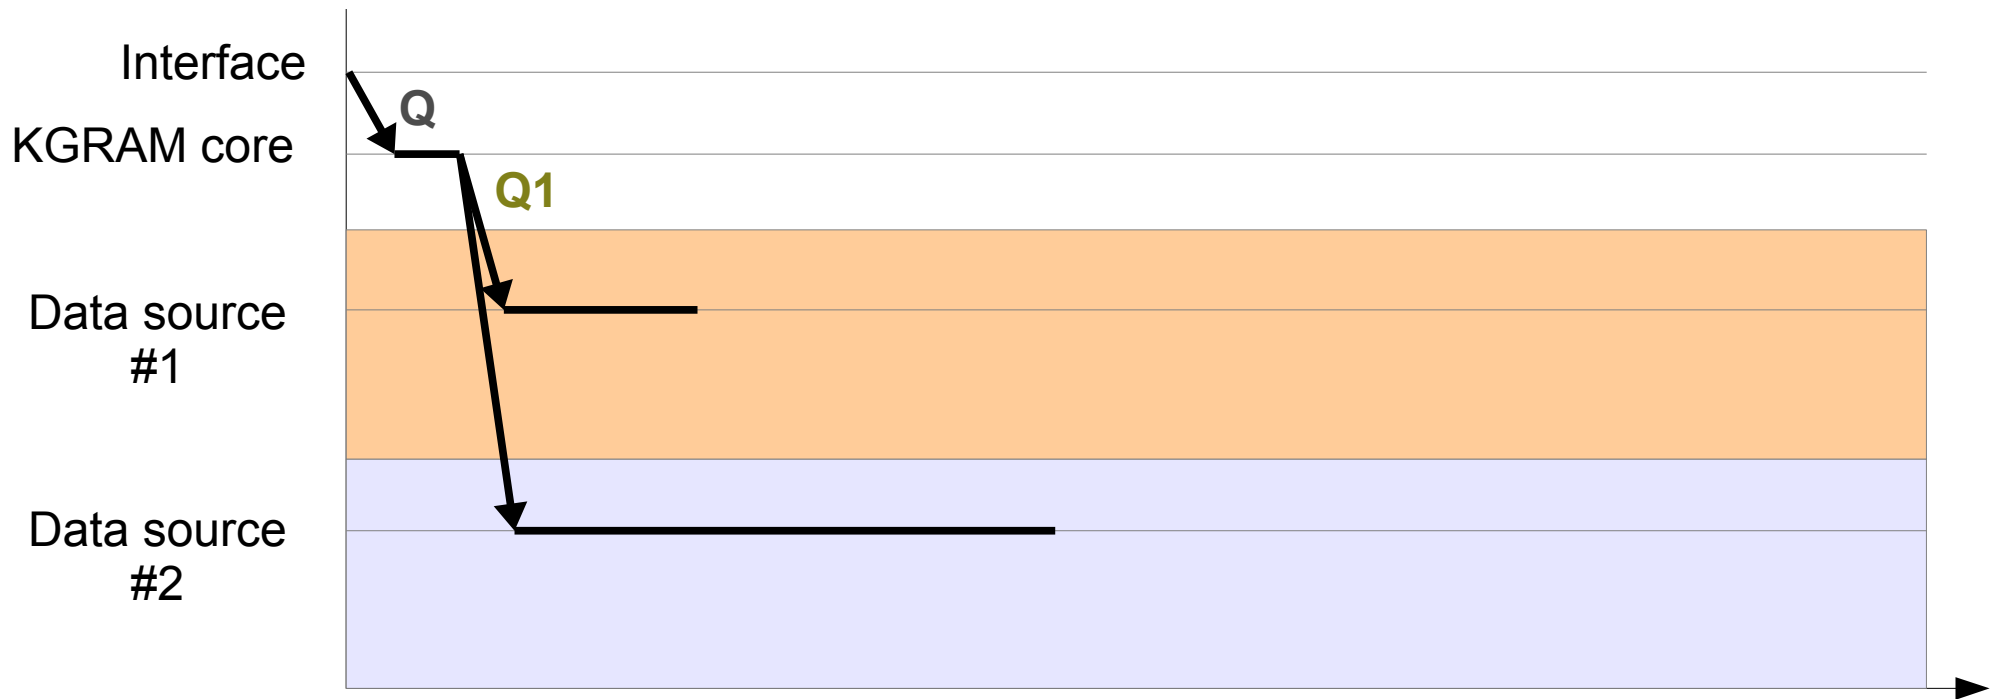 Interface
Q
KGRAM core
Q1
Data source
#1
Data source
#2